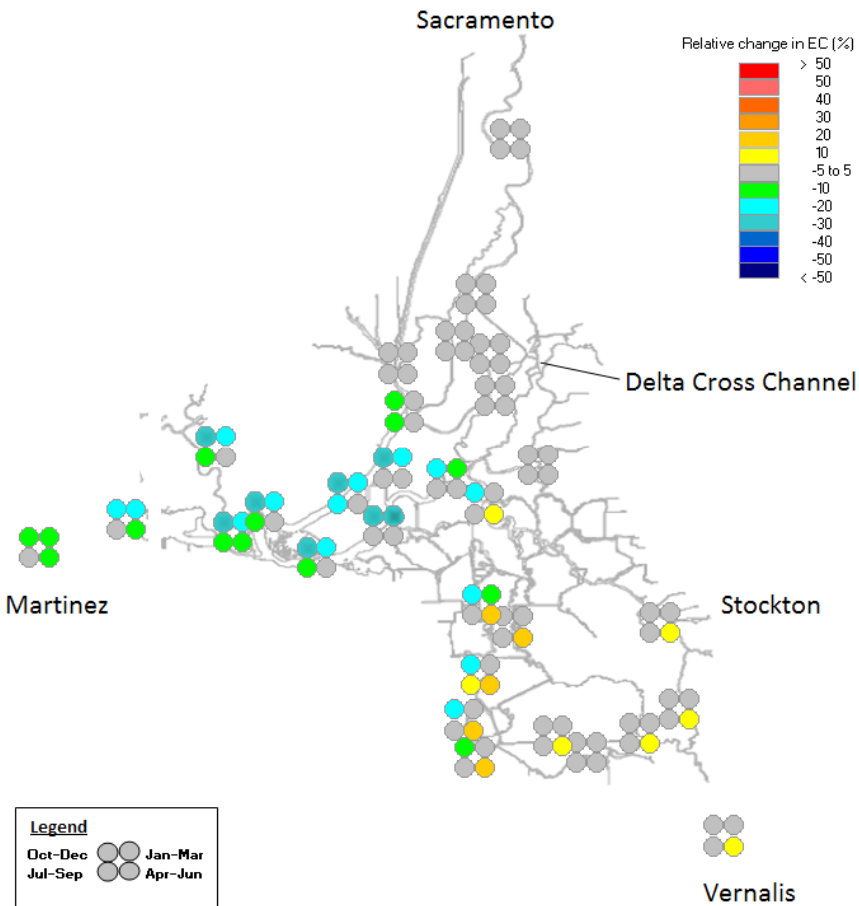 Sacramento
Relative change in EC (%)
> 50
50
40
30
20
10
-5 to 5
-10
-20
-30
-40
-50
< -50
Delta Cross Channel
Martinez
Stockton
Legend
Oct-Dec Jan-Mar
Jul-Sep Apr-Jun
Vernalis